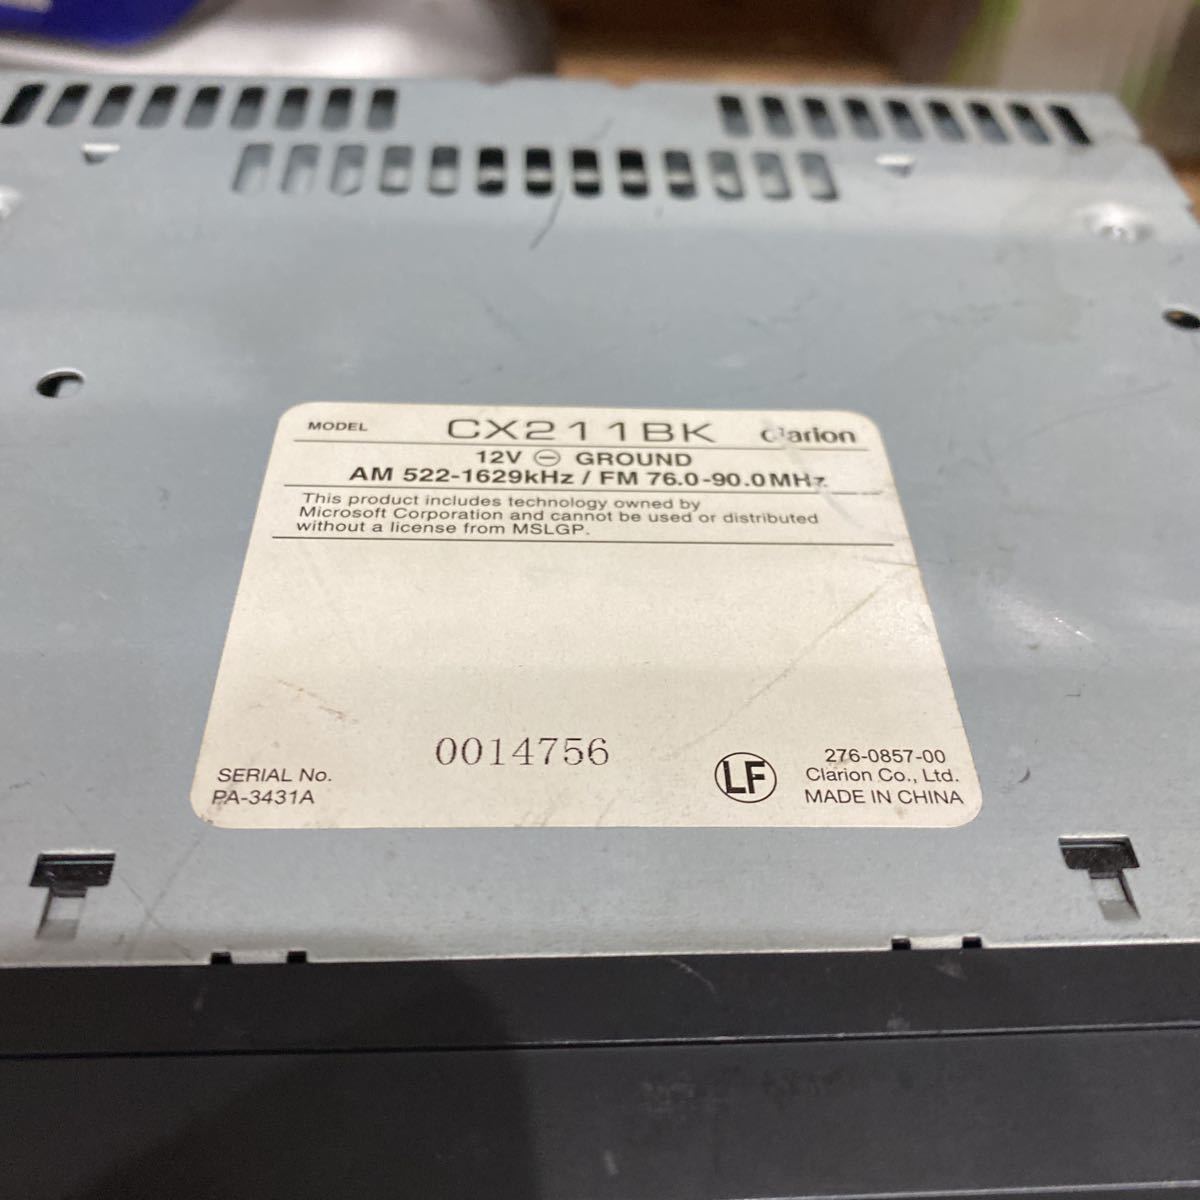 MODEL CX211BK Clarion
12V ⊖ GROUND
AM 522-1629kHz / FM 76.0-90.0MHz
This product includes technology owned by
Microsoft Corporation and cannot be used or distributed
without a license from MSLGP.
0014756
SERIAL No.
PA-3431A
LF
276-0857-00
Clarion Co., Ltd.
MADE IN CHINA